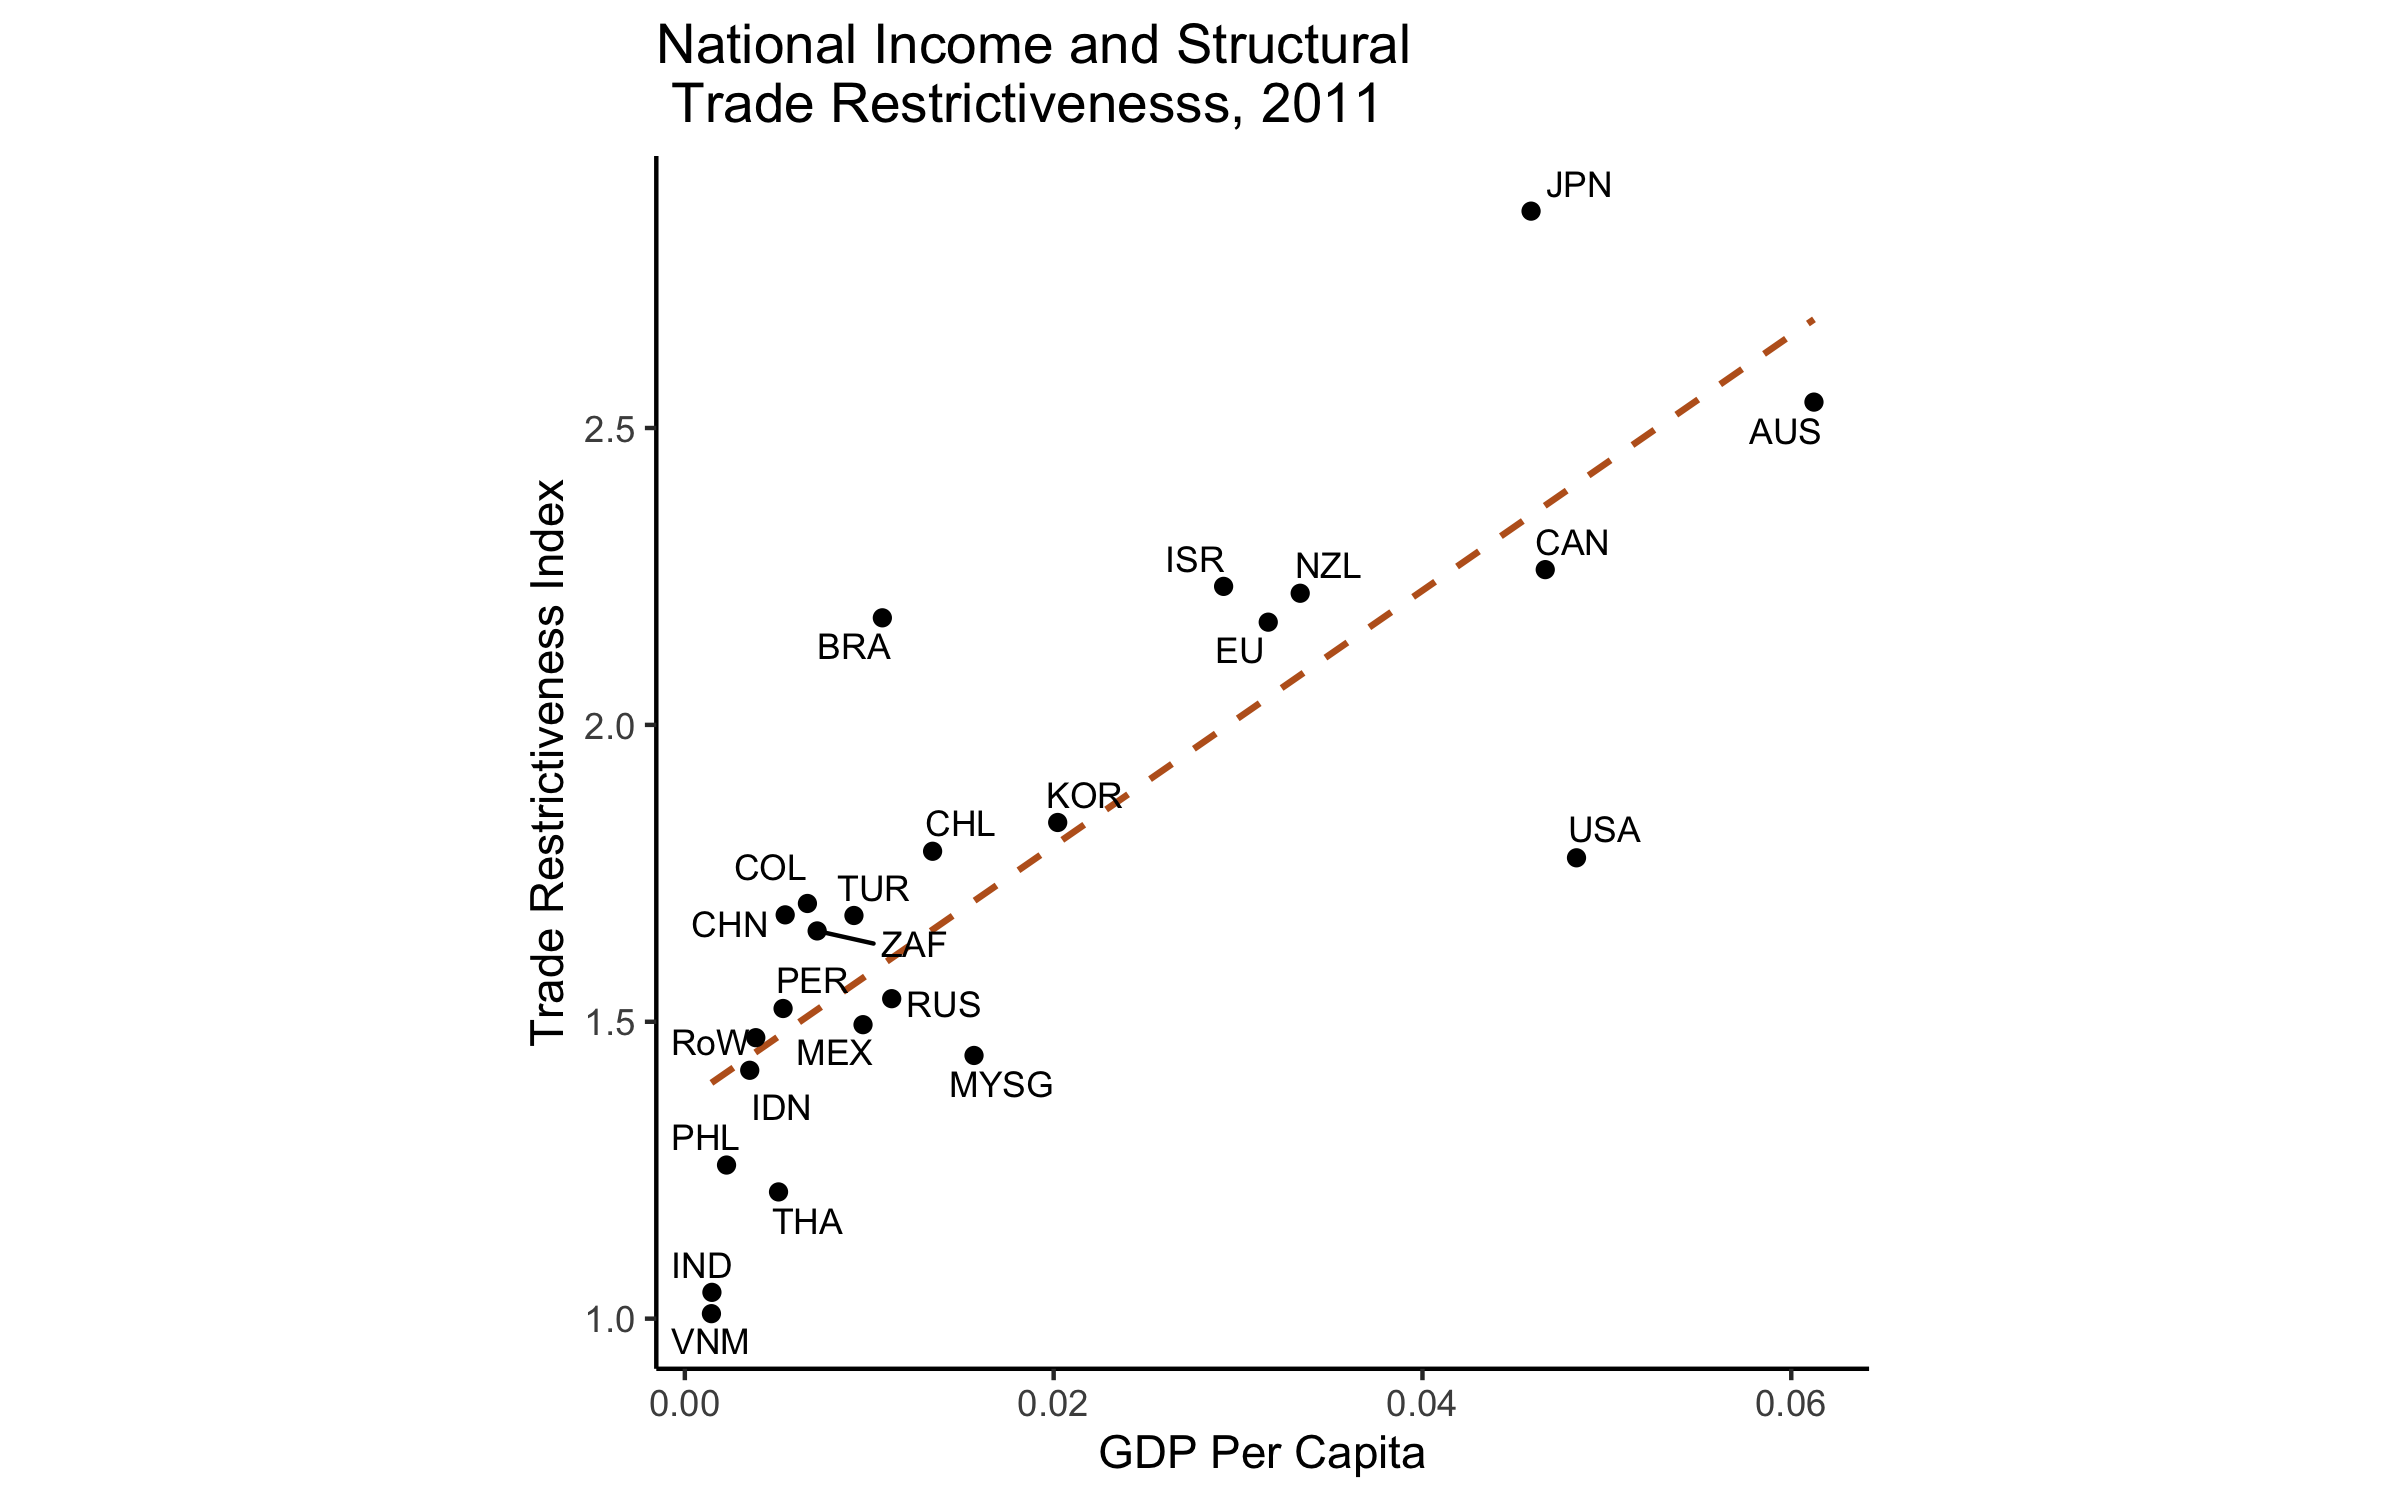 National Income and Structural
Trade Restrictivenesss, 2011
JPN
2.5
AUS
CAN
ISR
NZL
BRA
EU
Trade Restrictiveness Index
2.0
KOR
CHL
USA
COL
TUR
CHN
ZAF
PER
RUS
1.5
RoW
MEX
MYSG
IDN
PHL
THA
IND
1.0
VNM
0.00 0.02 0.04 0.06
GDP Per Capita